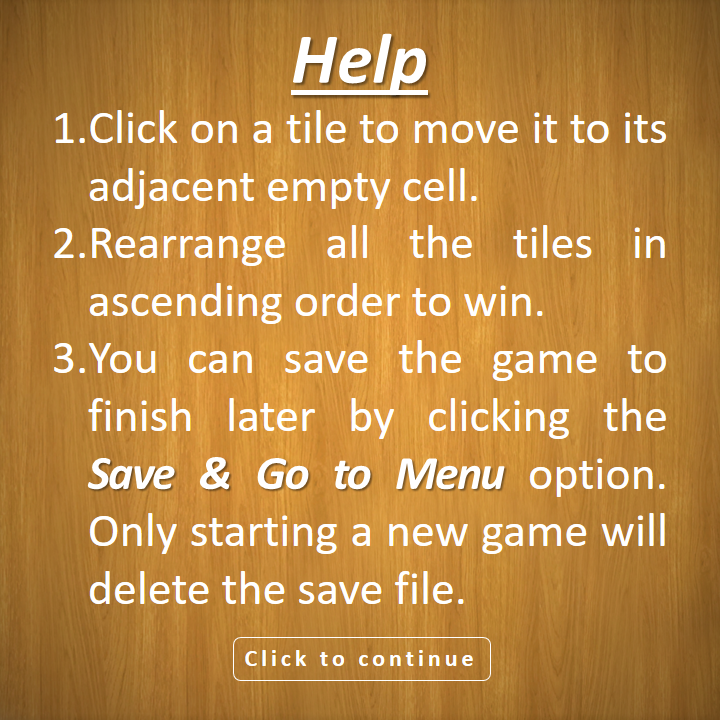 Help
1.Click on a tile to move it to its
adjacent empty cell.
2.Rearrange all the tiles in
ascending order to win.
3.You can save the game to
finish later by clicking the
Save & Go to Menu option.
Only starting a new game will
delete the save file.
Click to continue